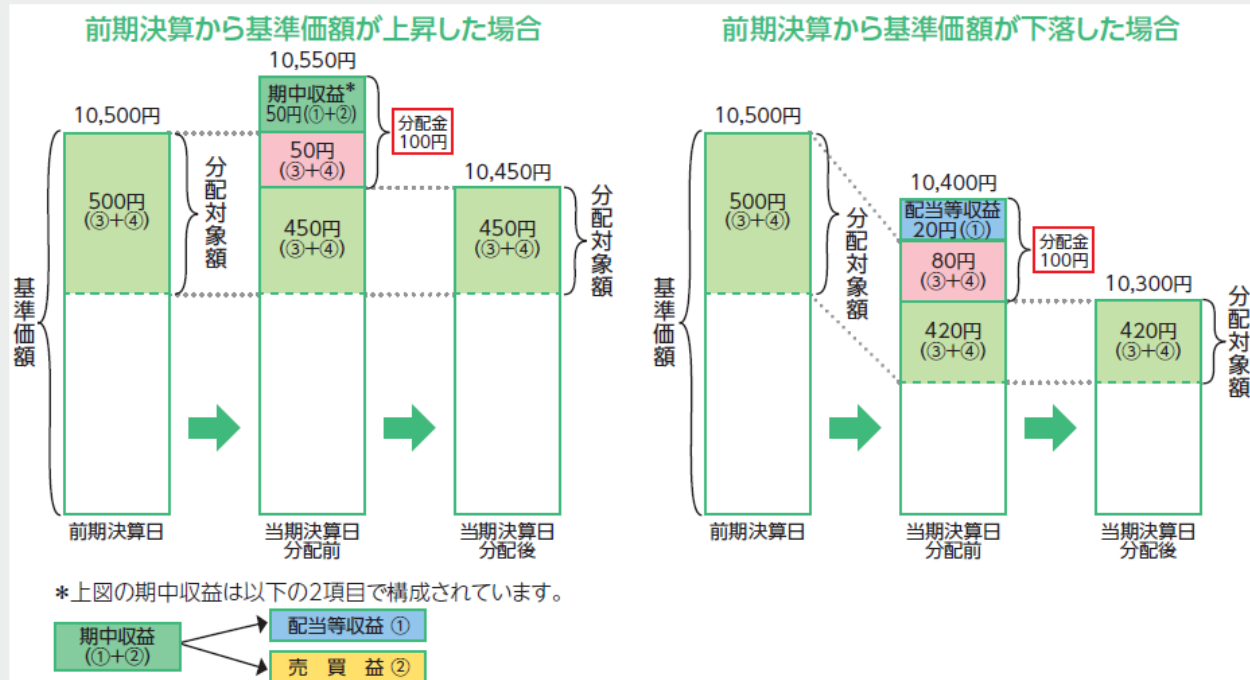 前期決算から基準価額が上昇した場合
10,500円
10,550円
10,450円
期中収益*
50円(①+②)
50円
(③+④)
分配金
100円
500円
(③+④)
450円
(③+④)
450円
(③+④)
分配対象額
分配対象額
基準価額
前期決算日
当期決算日
分配前
当期決算日
分配後
前期決算から基準価額が下落した場合
10,500円
10,400円
10,300円
配当等収益
20円(①)
80円
(③+④)
分配金
100円
500円
(③+④)
420円
(③+④)
420円
(③+④)
分配対象額
分配対象額
基準価額
前期決算日
当期決算日
分配前
当期決算日
分配後
*上図の期中収益は以下の2項目で構成されています。
期中収益
(①+②)
配当等収益 ①
売 買 益 ②